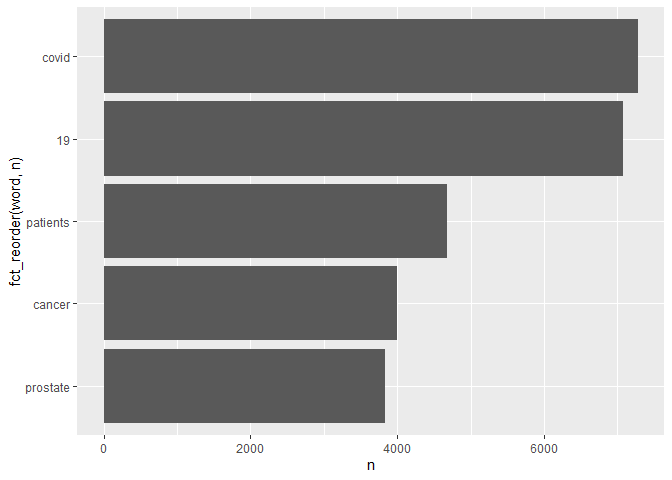 covid
19
patients
cancer
prostate
fct_reorder(word, n)
0
2000
4000
6000
n